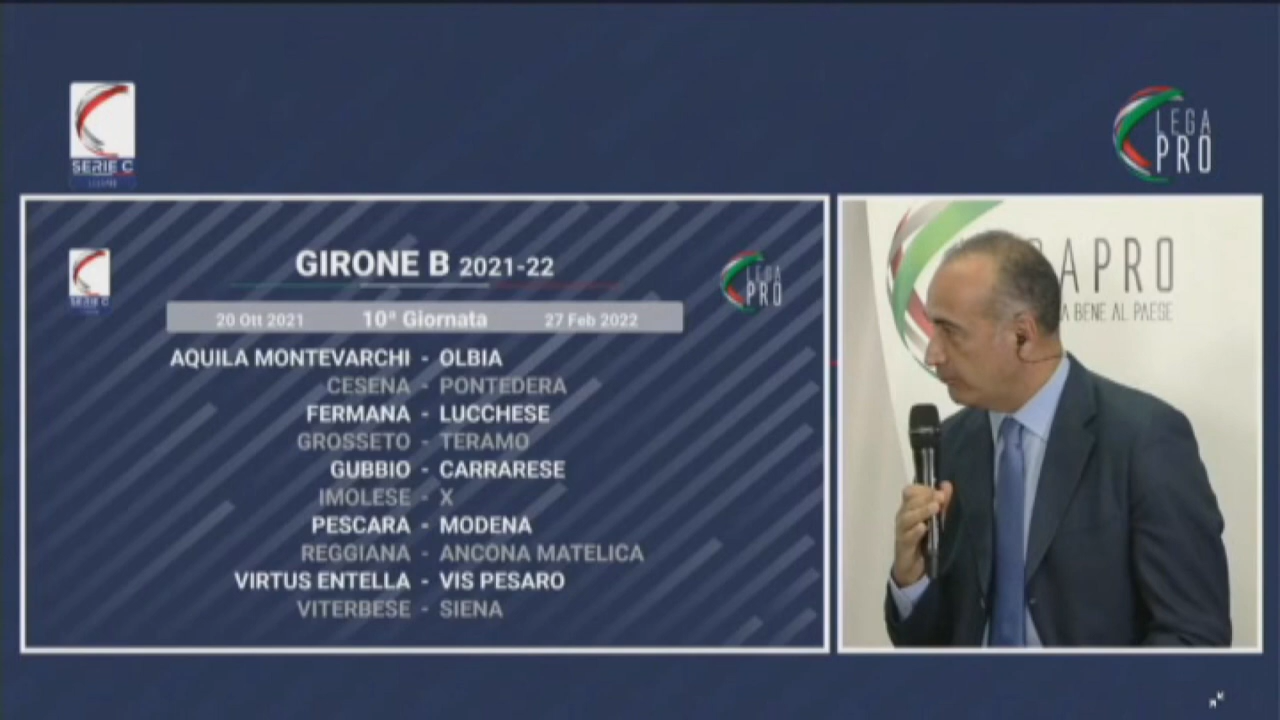 SERIE C
LEGA
PRO
GIRONE B 2021-22
SERIE C
LEGA
PRO
20 Ott 2021 10ª Giornata 27 Feb 2022
AQUILA MONTEVARCHI - OLBIA
CESENA - PONTEDERA
FERMANA - LUCCHESE
GROSSETO - TERAMO
GUBBIO - CARRARESE
IMOLESE - X
PESCARA - MODENA
REGGIANA - ANCONA MATELICA
VIRTUS ENTELLA - VIS PESARO
VITERBESE - SIENA
APRO
A BENE AL PAESE